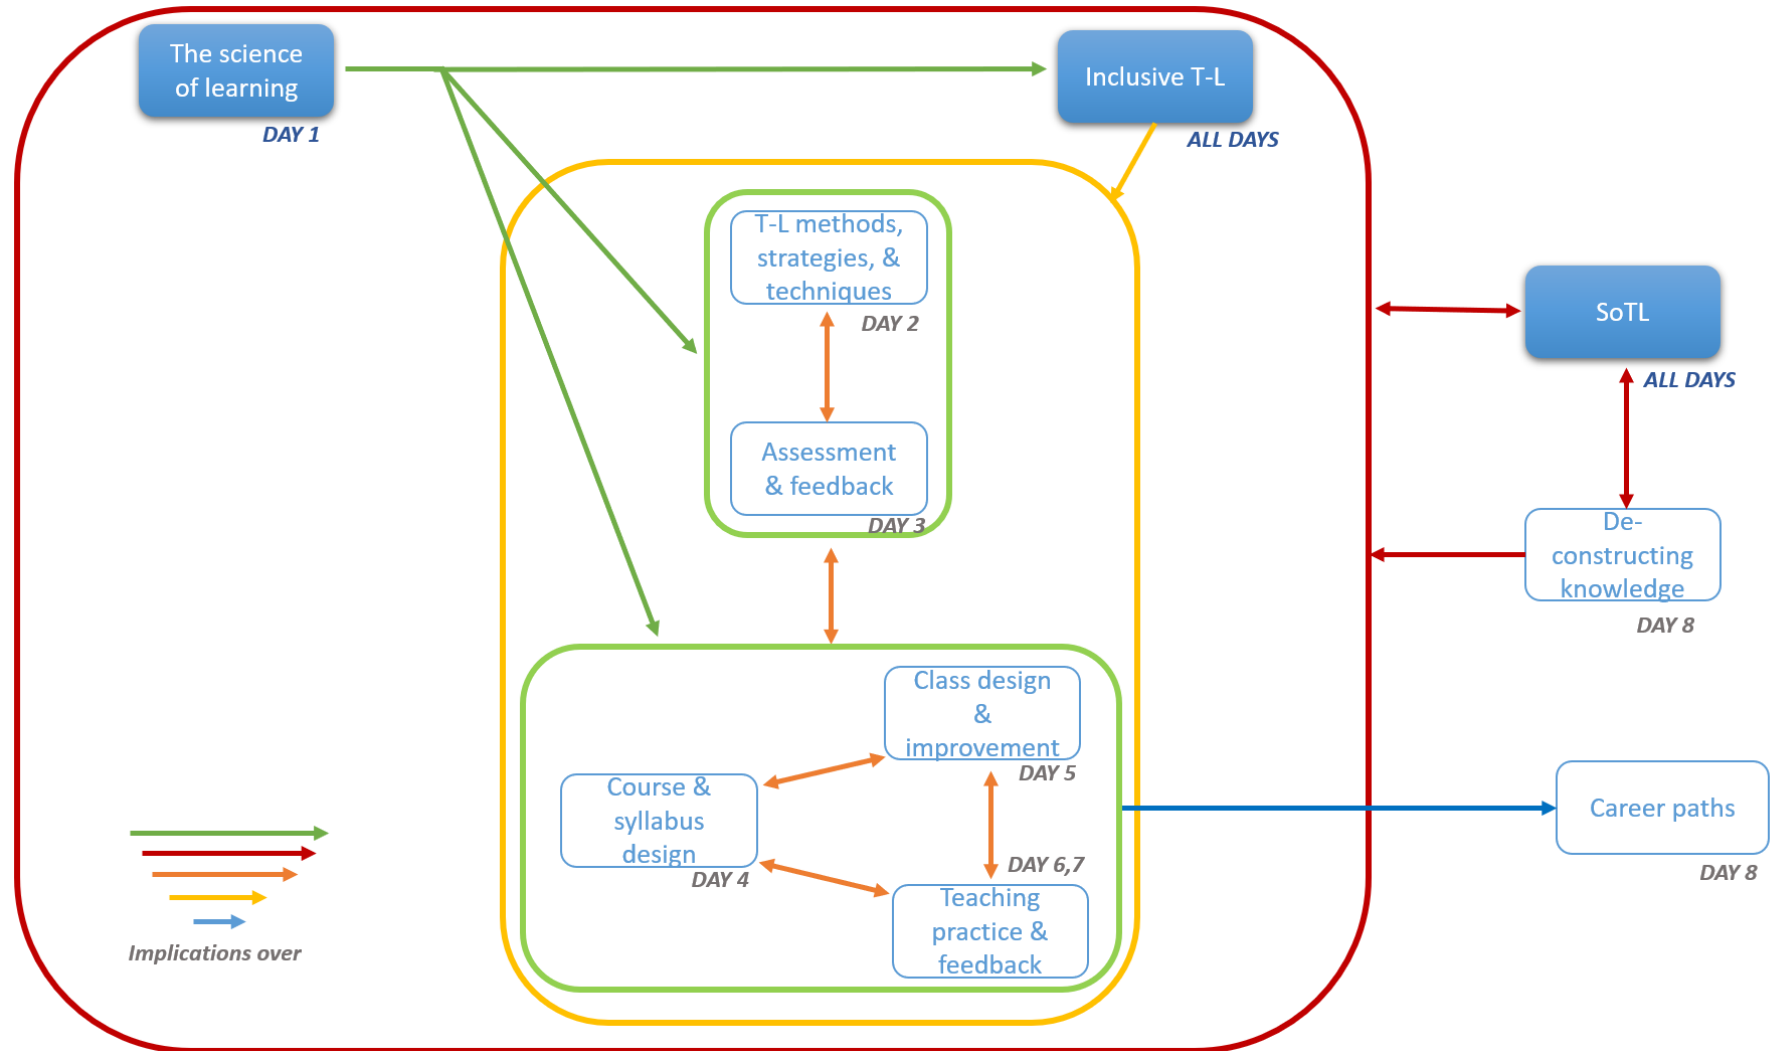 The science
of learning
DAY 1
Inclusive T-L
ALL DAYS
T-L methods,
strategies, &
techniques
DAY 2
Assessment
& feedback
DAY 3
SoTL
ALL DAYS
De-
constructing
knowledge
DAY 8
Class design
&
improvement
DAY 5
Course &
syllabus
design
DAY 4
DAY 6,7
Teaching
practice &
feedback
Career paths
DAY 8
Implications over